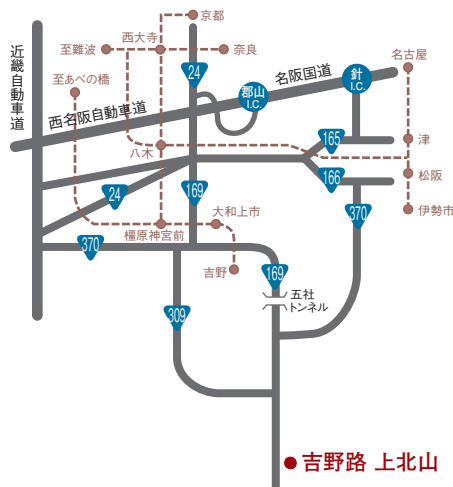 京都
西大寺
至難波
奈良
近畿自動車道
24
名古屋
至あべの橋
名阪国道
針
I.C.
郡山
I.C.
西名阪自動車道
165
津
八木
166
松阪
24
169
370
伊勢市
大和上市
橿原神宮前
370
吉野
169
五社
トンネル
309
吉野路 上北山